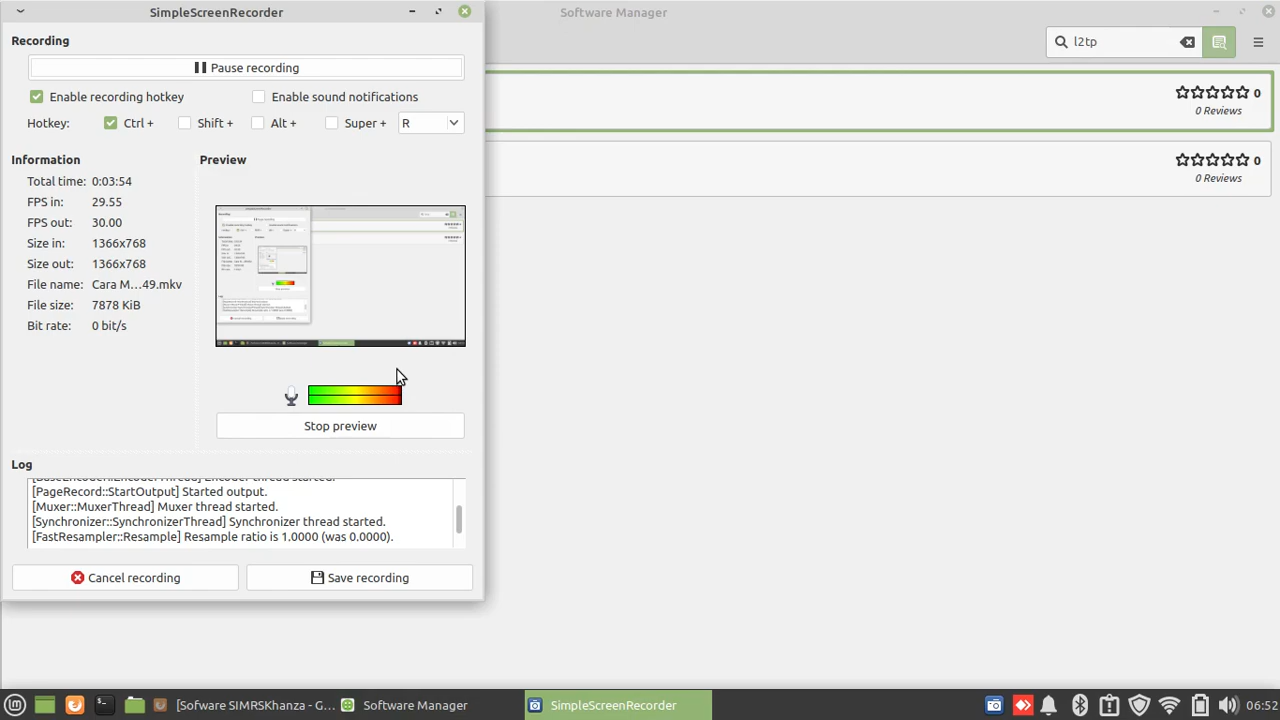 SimpleScreenRecorder
Software Manager
Recording
Pause recording
l2tp
Enable recording hotkey
Enable sound notifications
Hotkey:
Ctrl +
Shift +
Alt +
Super +
R
0
0 Reviews
0
0 Reviews
Information
Preview
Total time: 0:03:54
FPS in: 29.55
FPS out: 30.00
Size in: 1366x768
Size out: 1366x768
File name: Cara M...49.mkv
File size: 7878 KiB
Bit rate: 0 bit/s
Stop preview
Log
[PageRecord::StartOutput] Started output.
[Muxer::MuxerThread] Muxer thread started.
[Synchronizer::SynchronizerThread] Synchronizer thread started.
[FastResampler::Resample] Resample ratio is 1.0000 (was 0.0000).
Cancel recording
Save recording
[Sofware SIMRSKhanza - G...
Software Manager
SimpleScreenRecorder
06:52